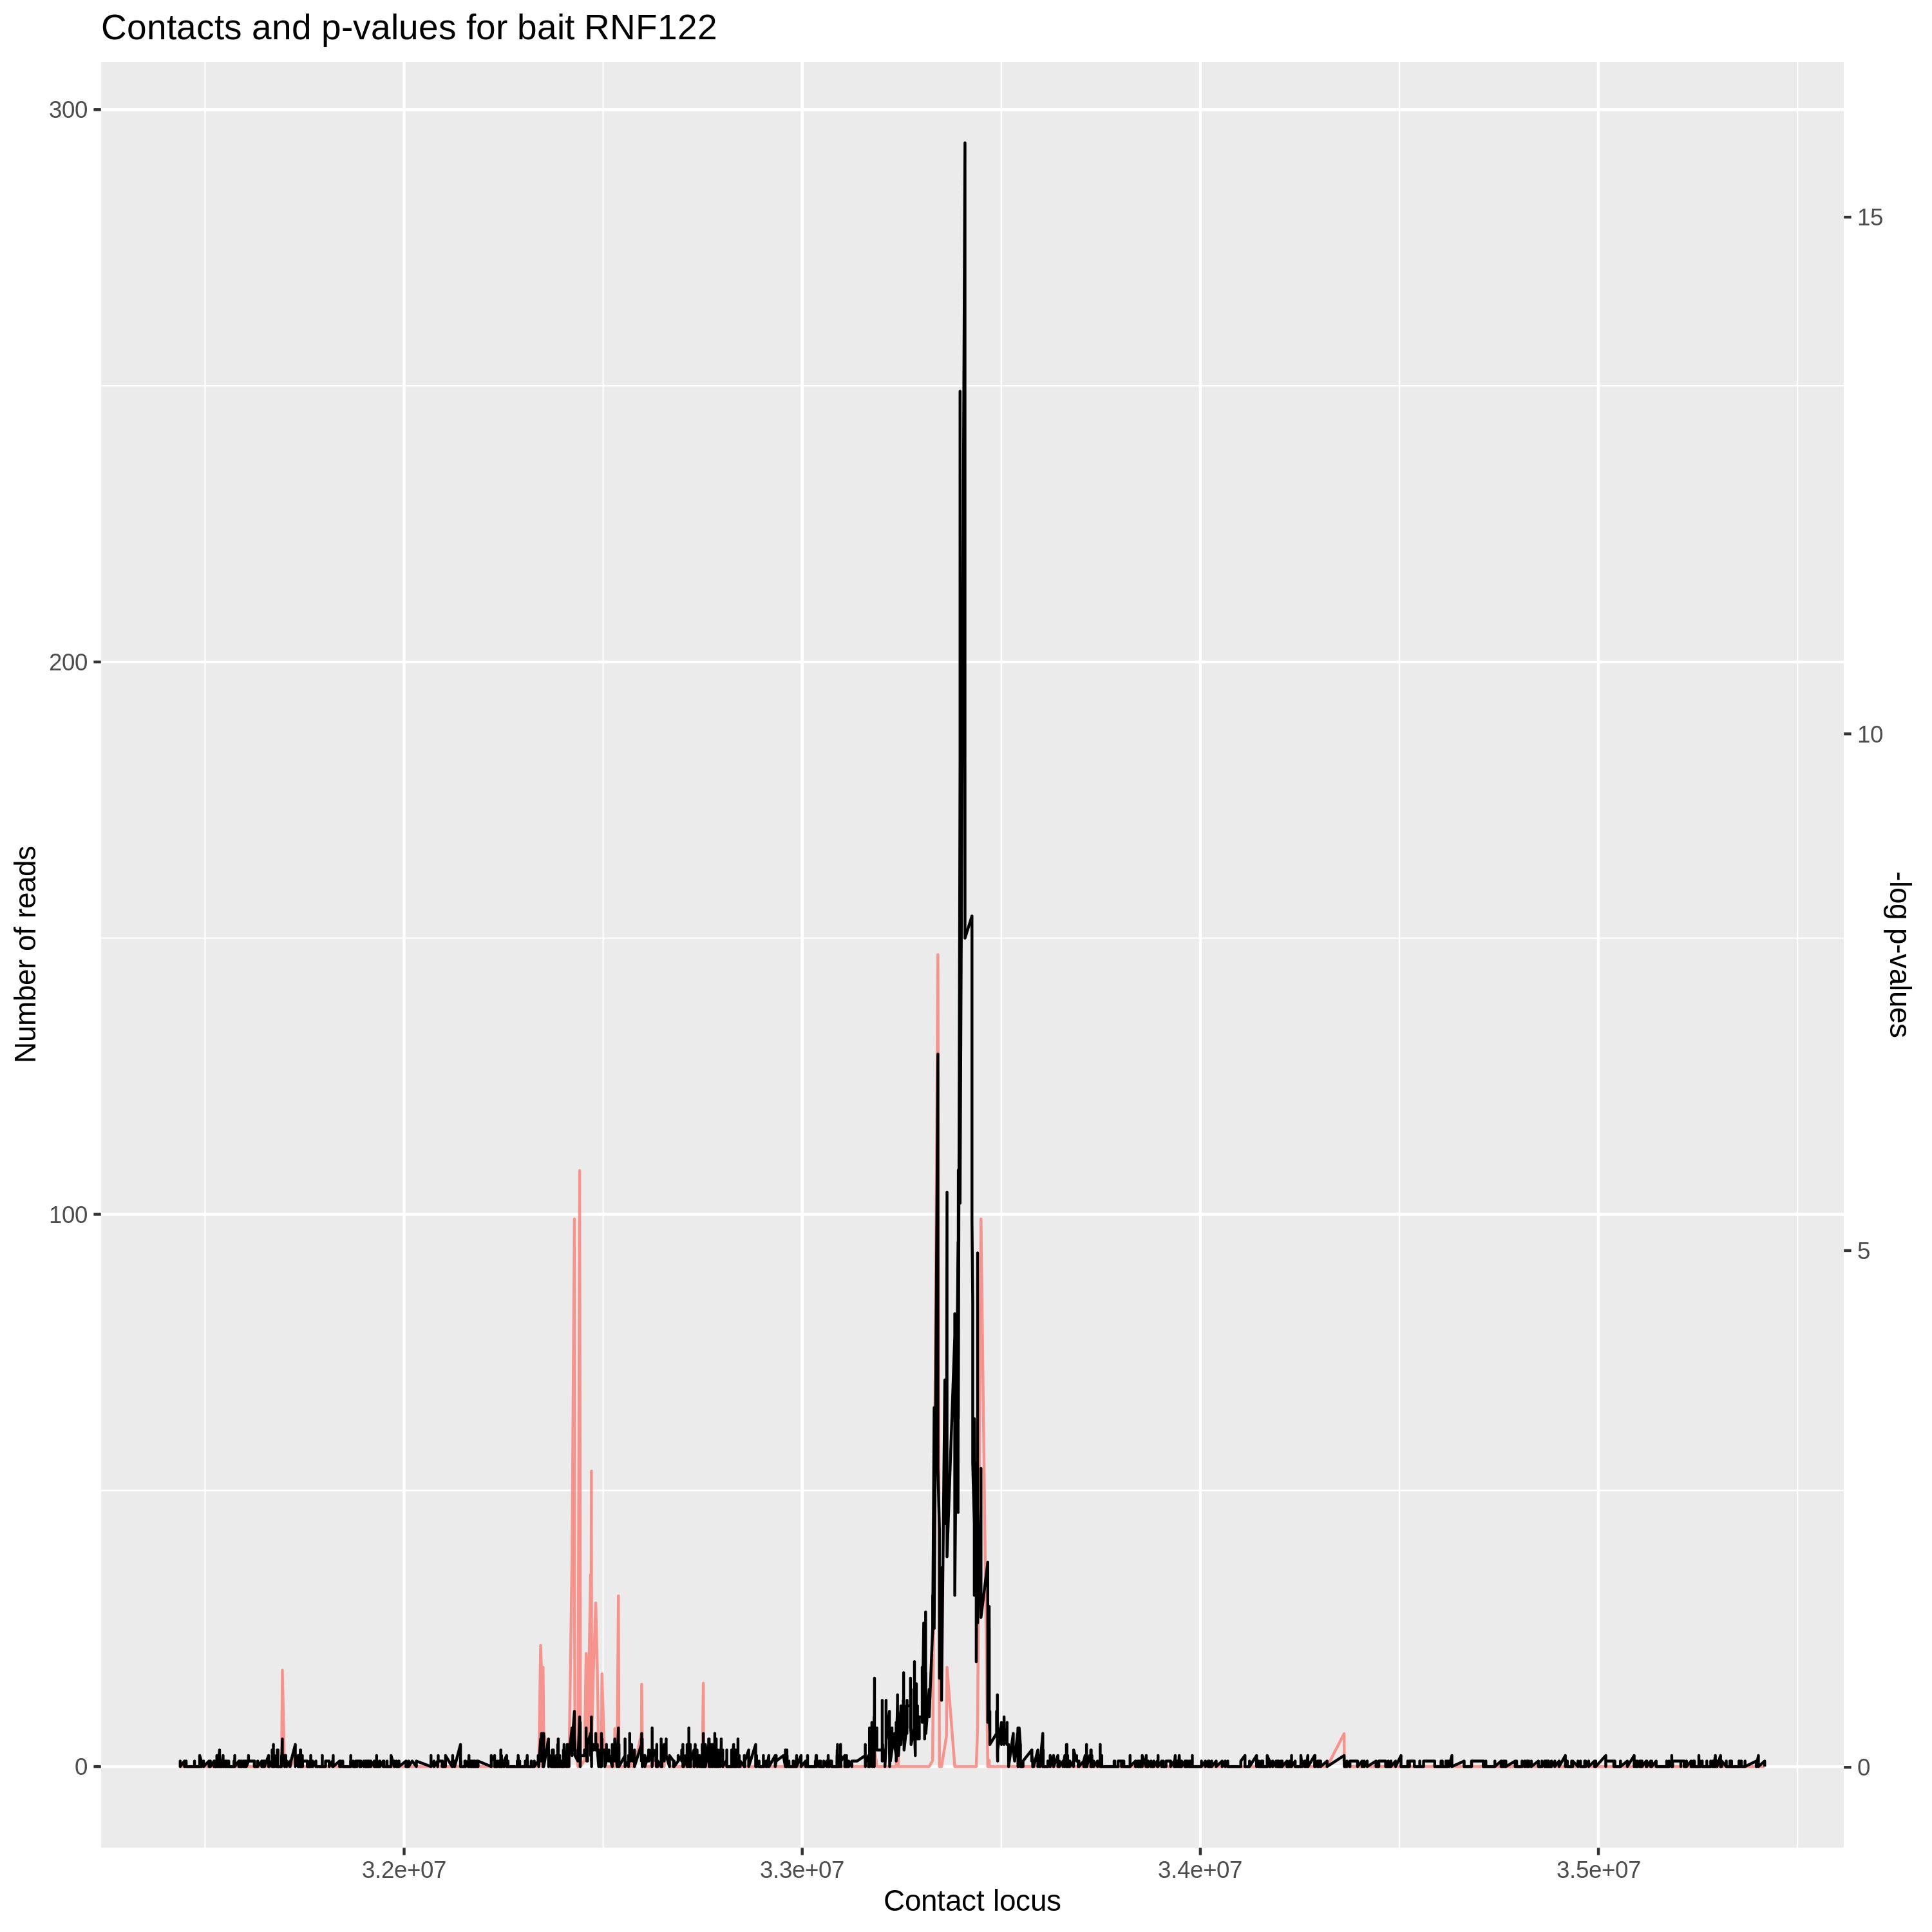 Contacts and p-values for bait RNF122
300
200
100
0
Number of reads
15
10
5
0
-log p-values
3.2e+07
3.3e+07
3.4e+07
3.5e+07
Contact locus